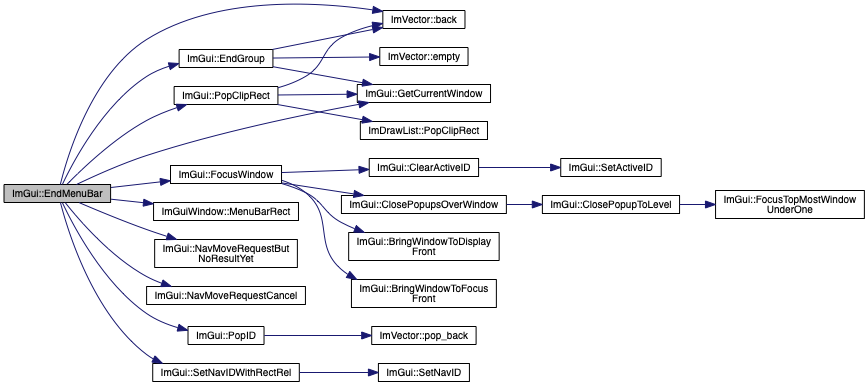 ImGui::EndMenuBar
ImGui::EndGroup
ImGui::PopClipRect
ImGui::FocusWindow
ImGuiWindow::MenuBarRect
ImGui::NavMoveRequestBut
NoResultYet
ImGui::NavMoveRequestCancel
ImGui::PopID
ImGui::SetNavIDWithRectRel
ImVector::back
ImVector::empty
ImGui::GetCurrentWindow
ImDrawList::PopClipRect
ImGui::ClearActiveID
ImGui::ClosePopupsOverWindow
ImGui::BringWindowToDisplay
Front
ImGui::BringWindowToFocus
Front
ImVector::pop_back
ImGui::SetNavID
ImGui::SetActiveID
ImGui::ClosePopupToLevel
ImGui::FocusTopMostWindow
UnderOne